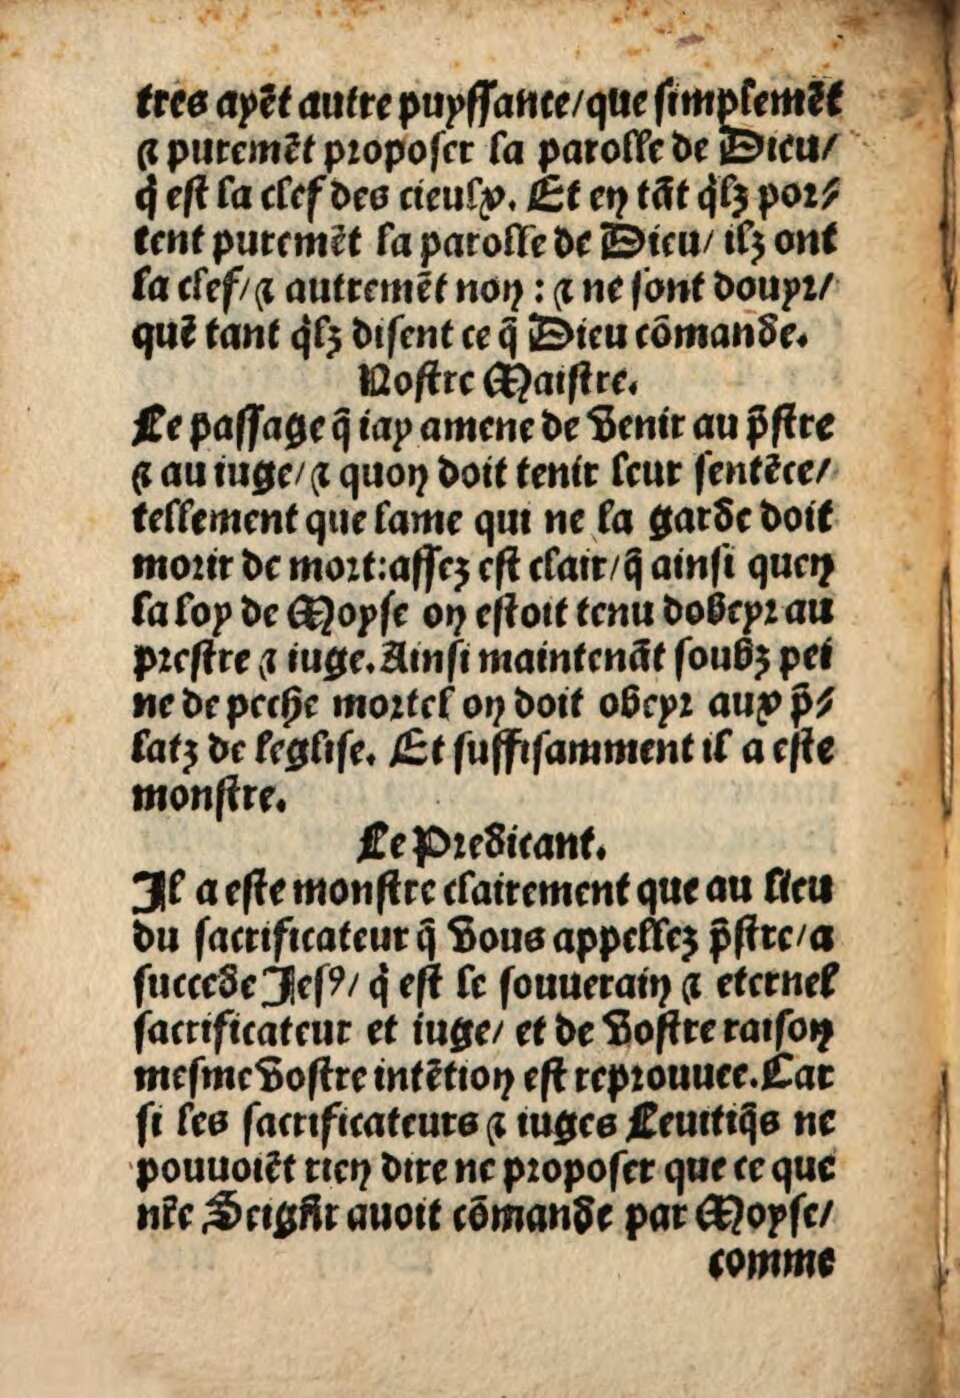 tres ayẽt autre puyssance/que simplemẽt
⁊ puremẽt proposer la parolle de Dieu/
q̃ est la clef des cieulx. Et en tãt q̃lz por⸗
tent puremẽt la parolle de Dieu/ ilz ont
la clef/⁊ autremẽt non : ⁊ ne sont douyr/
quẽ tant q̃lz disent ce q̃ Dieu cõmande.
Nostre Maistre.
Le passage q̃ iay amene de venir au p̃stre
⁊ au iuge/⁊ quon doit tenir leur sentẽce/
tellement que lame qui ne la garde doit
morir de mort:assez est clair/q̃ ainsi quen
la loy de Moyse on estoit tenu dobeyr au
prestre ⁊ iuge. Ainsi maintenãt soubz pei
ne de peche mortel on doit obeyr aux p̃⸗
latz de leglise. Et suffisamment il a este
monstre.
Le Predicant.
Il a este monstre clairement que au lieu
du sacrificateur q̃ vous appellez p̃stre/a
succede Jesꝰ/ q̃ est le souuerain ⁊ eternel
sacrificateur et iuge/ et de vostre raison
mesme vostre intẽtion est reprouuee. Car
si les sacrificateurs ⁊ iuges Leuitiq̃s ne
pouuoiẽt rien dire ne proposer que ce que
nr̃e Seigñr auoit cõmande par Moyse/
comme